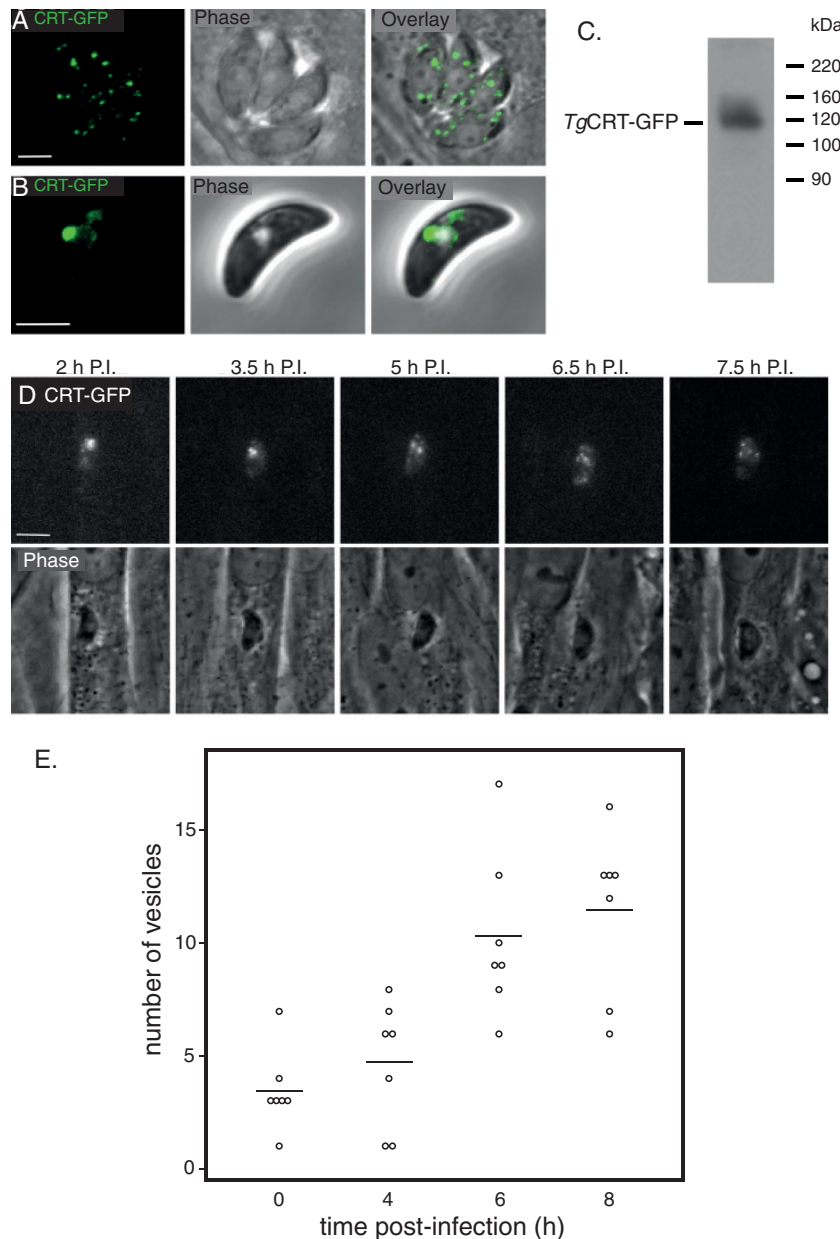 A CRT-GFP
Phase
Overlay
B CRT-GFP
Phase
Overlay
C.
kDa
220
160
120
100
90
TgCRT-GFP
2 h P.I.
3.5 h P.I.
5 h P.I.
6.5 h P.I.
7.5 h P.I.
D CRT-GFP
Phase
E.
number of vesicles
15
10
5
0
0
4
6
8
time post-infection (h)